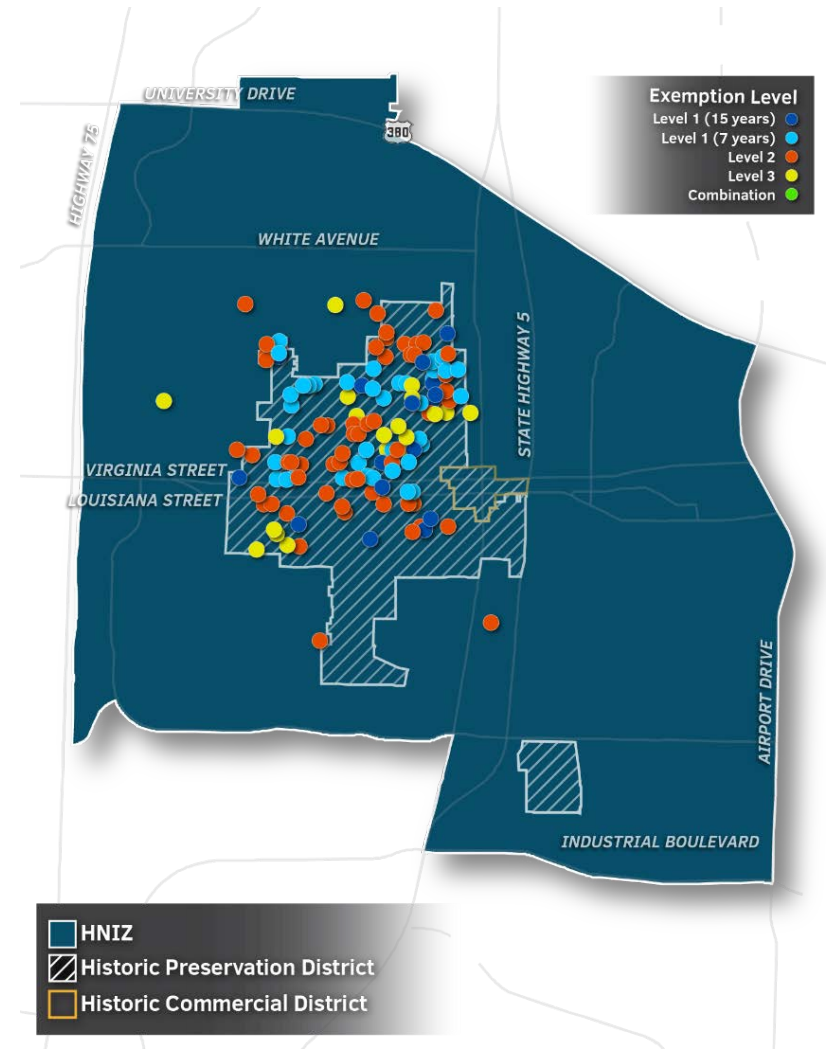 UNIVERSITY DRIVE
380
HIGHWAY 75
Exemption Level
Level 1 (15 years)
Level 1 (7 years)
Level 2
Level 3
Combination
WHITE AVENUE
STATE HIGHWAY 5
VIRGINIA STREET
LOUISIANA STREET
AIRPORT DRIVE
INDUSTRIAL BOULEVARD
HNIZ
Historic Preservation District
Historic Commercial District